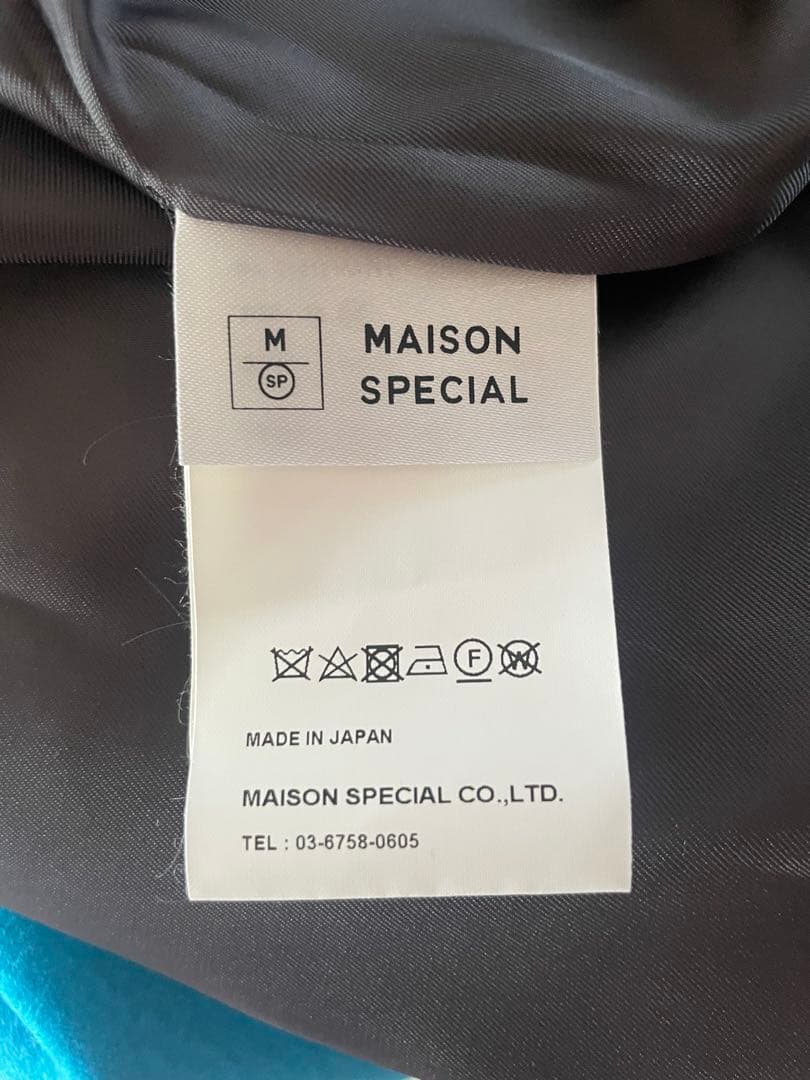 M
SP
MAISON
SPECIAL
F
W
MADE IN JAPAN
MAISON SPECIAL CO.,LTD.
TEL : 03-6758-0605